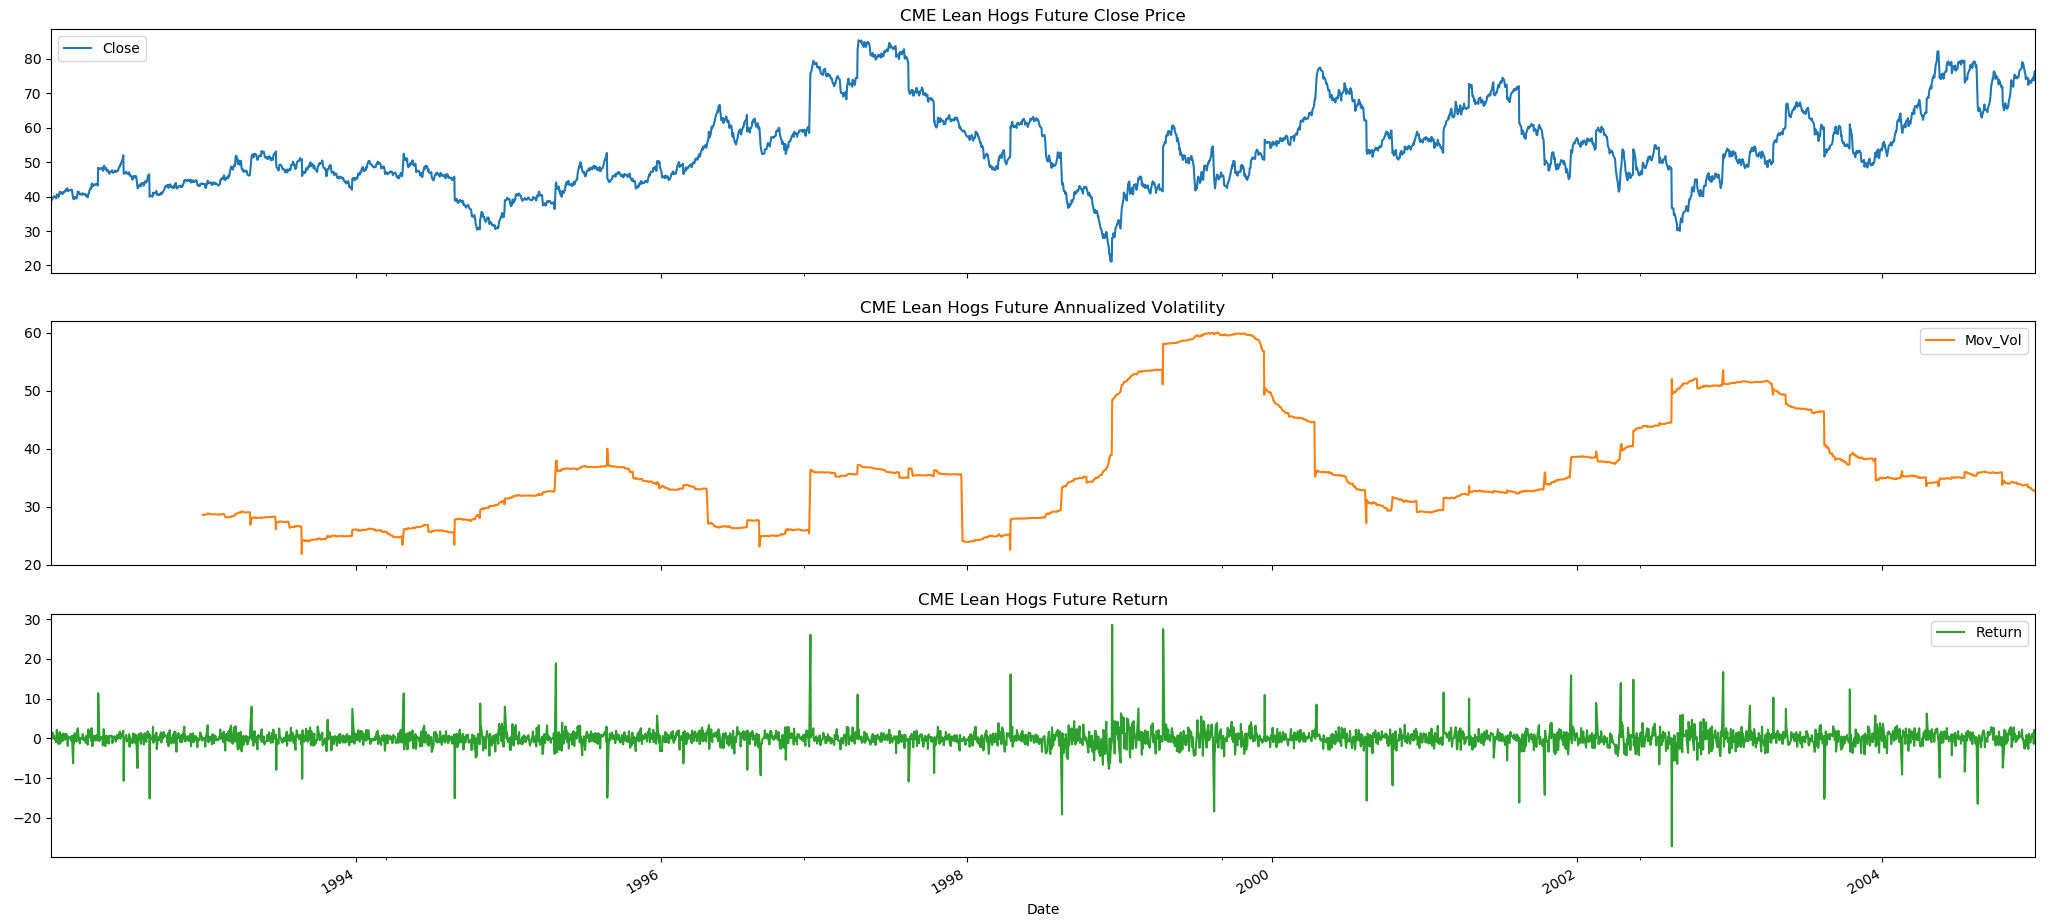 CME Lean Hogs Future Close Price
Close
80
70
60
50
40
30
20
CME Lean Hogs Future Annualized Volatility
Mov_Vol
60
50
40
30
20
CME Lean Hogs Future Return
Return
30
20
10
0
−10
−20
1994 1996 1998 2000 2002 2004
Date